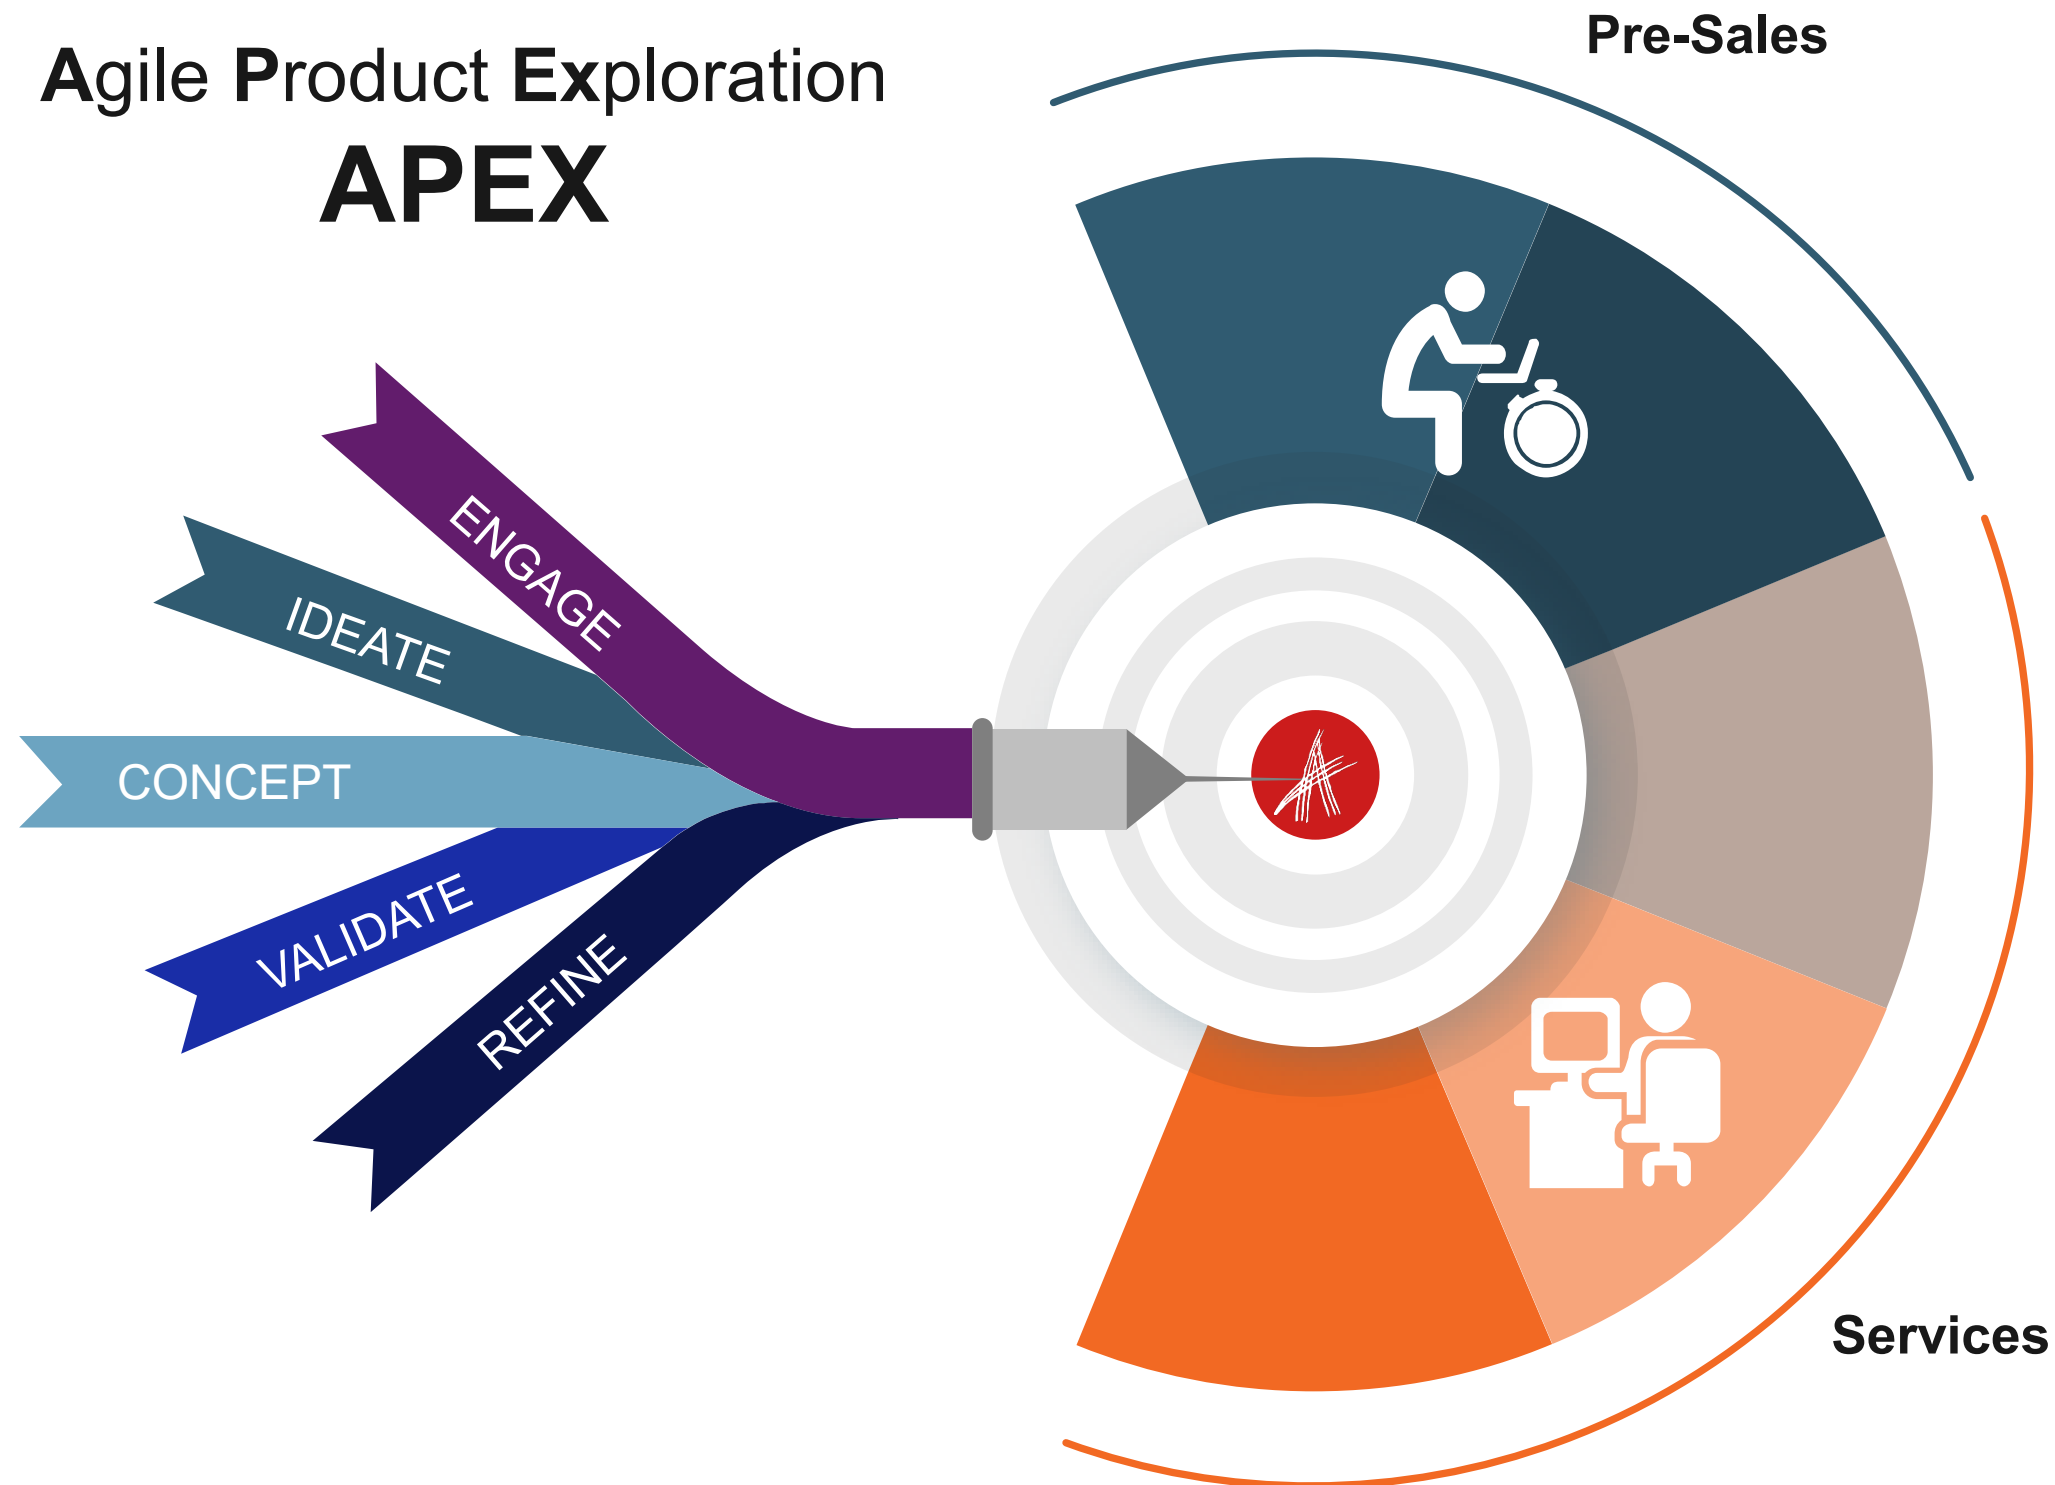 Agile Product Exploration
APEX
Pre-Sales
ENGAGE
IDEATE
CONCEPT
VALIDATE
REFINE
Services